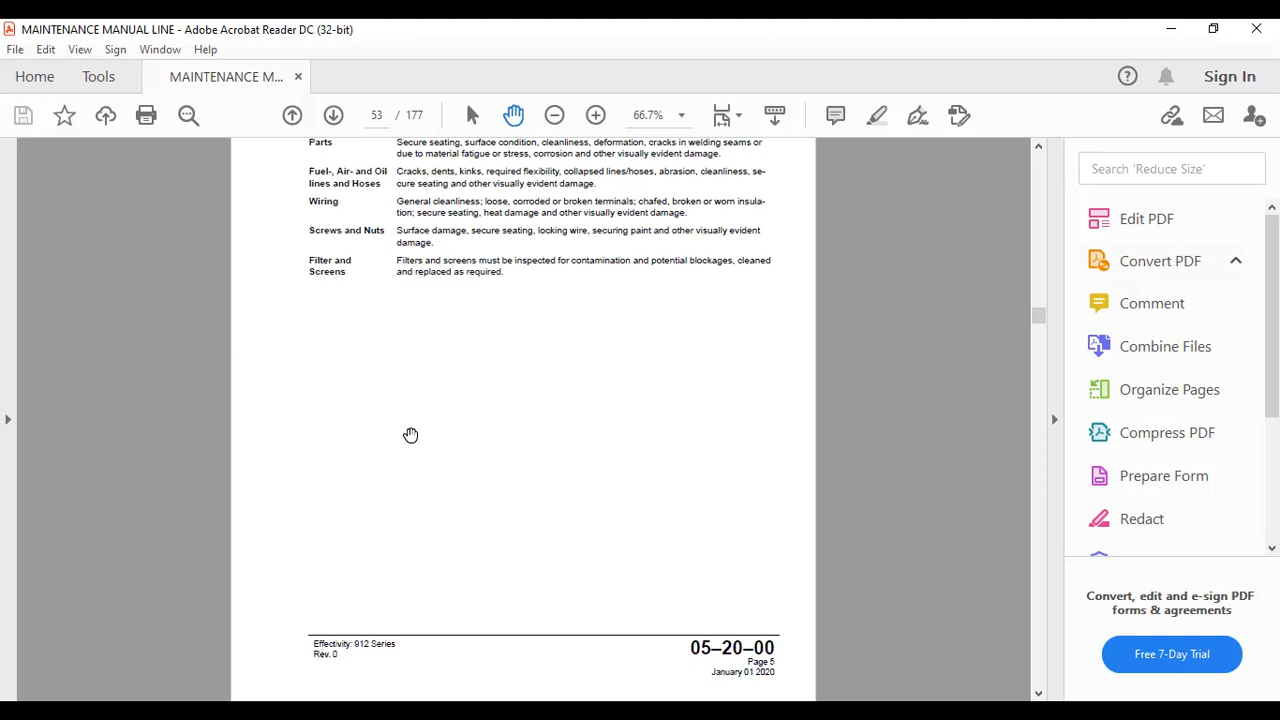 MAINTENANCE MANUAL LINE - Adobe Acrobat Reader DC (32-bit)
File Edit View Sign Window Help
Home Tools MAINTENANCE M... Sign In
53 / 177 66.7%
Parts Secure seating, surface condition, cleanliness, deformation, cracks in welding seams or
due to material fatigue or stress, corrosion and other visually evident damage.
Fuel-, Air- and Oil Cracks, dents, kinks, required flexibility, collapsed lines/hoses, abrasion, cleanliness, se-
lines and Hoses cure seating and other visually evident damage.
Wiring General cleanliness; loose, corroded or broken terminals; chafed, broken or worn insula-
tion; secure seating, heat damage and other visually evident damage.
Screws and Nuts Surface damage, secure seating, locking wire, securing paint and other visually evident
damage.
Filter and Filters and screens must be inspected for contamination and potential blockages, cleaned
Screens and replaced as required.
Effectivity: 912 Series
Rev. 0
05–20–00
Page 5
January 01 2020
Search 'Reduce Size'
Edit PDF
Convert PDF
Comment
Combine Files
Organize Pages
Compress PDF
Prepare Form
Redact
Convert, edit and e-sign PDF
forms & agreements
Free 7-Day Trial